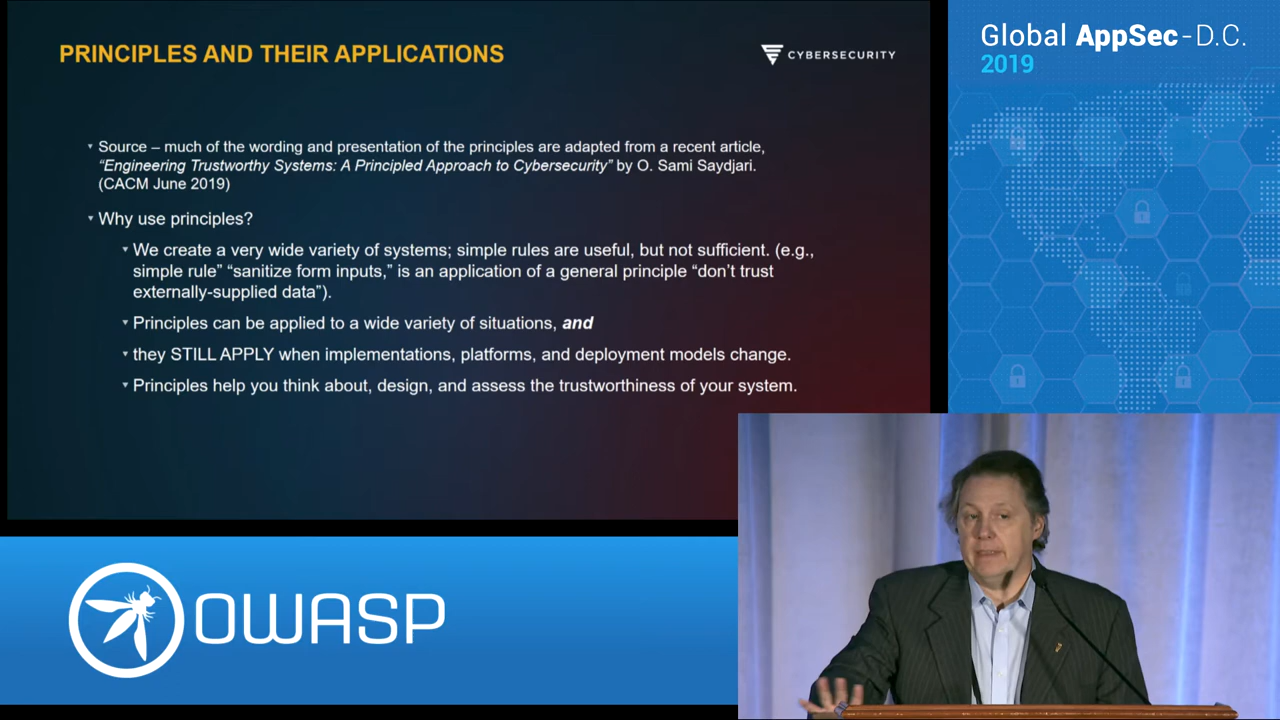 PRINCIPLES AND THEIR APPLICATIONS
CYBERSECURITY
Source – much of the wording and presentation of the principles are adapted from a recent article,
“Engineering Trustworthy Systems: A Principled Approach to Cybersecurity” by O. Sami Saydjari.
(CACM June 2019)
Why use principles?
We create a very wide variety of systems; simple rules are useful, but not sufficient. (e.g.,
simple rule” “sanitize form inputs,” is an application of a general principle “don’t trust
externally-supplied data”).
Principles can be applied to a wide variety of situations, and
they STILL APPLY when implementations, platforms, and deployment models change.
Principles help you think about, design, and assess the trustworthiness of your system.
Global AppSec - D.C.
2019
OWASP